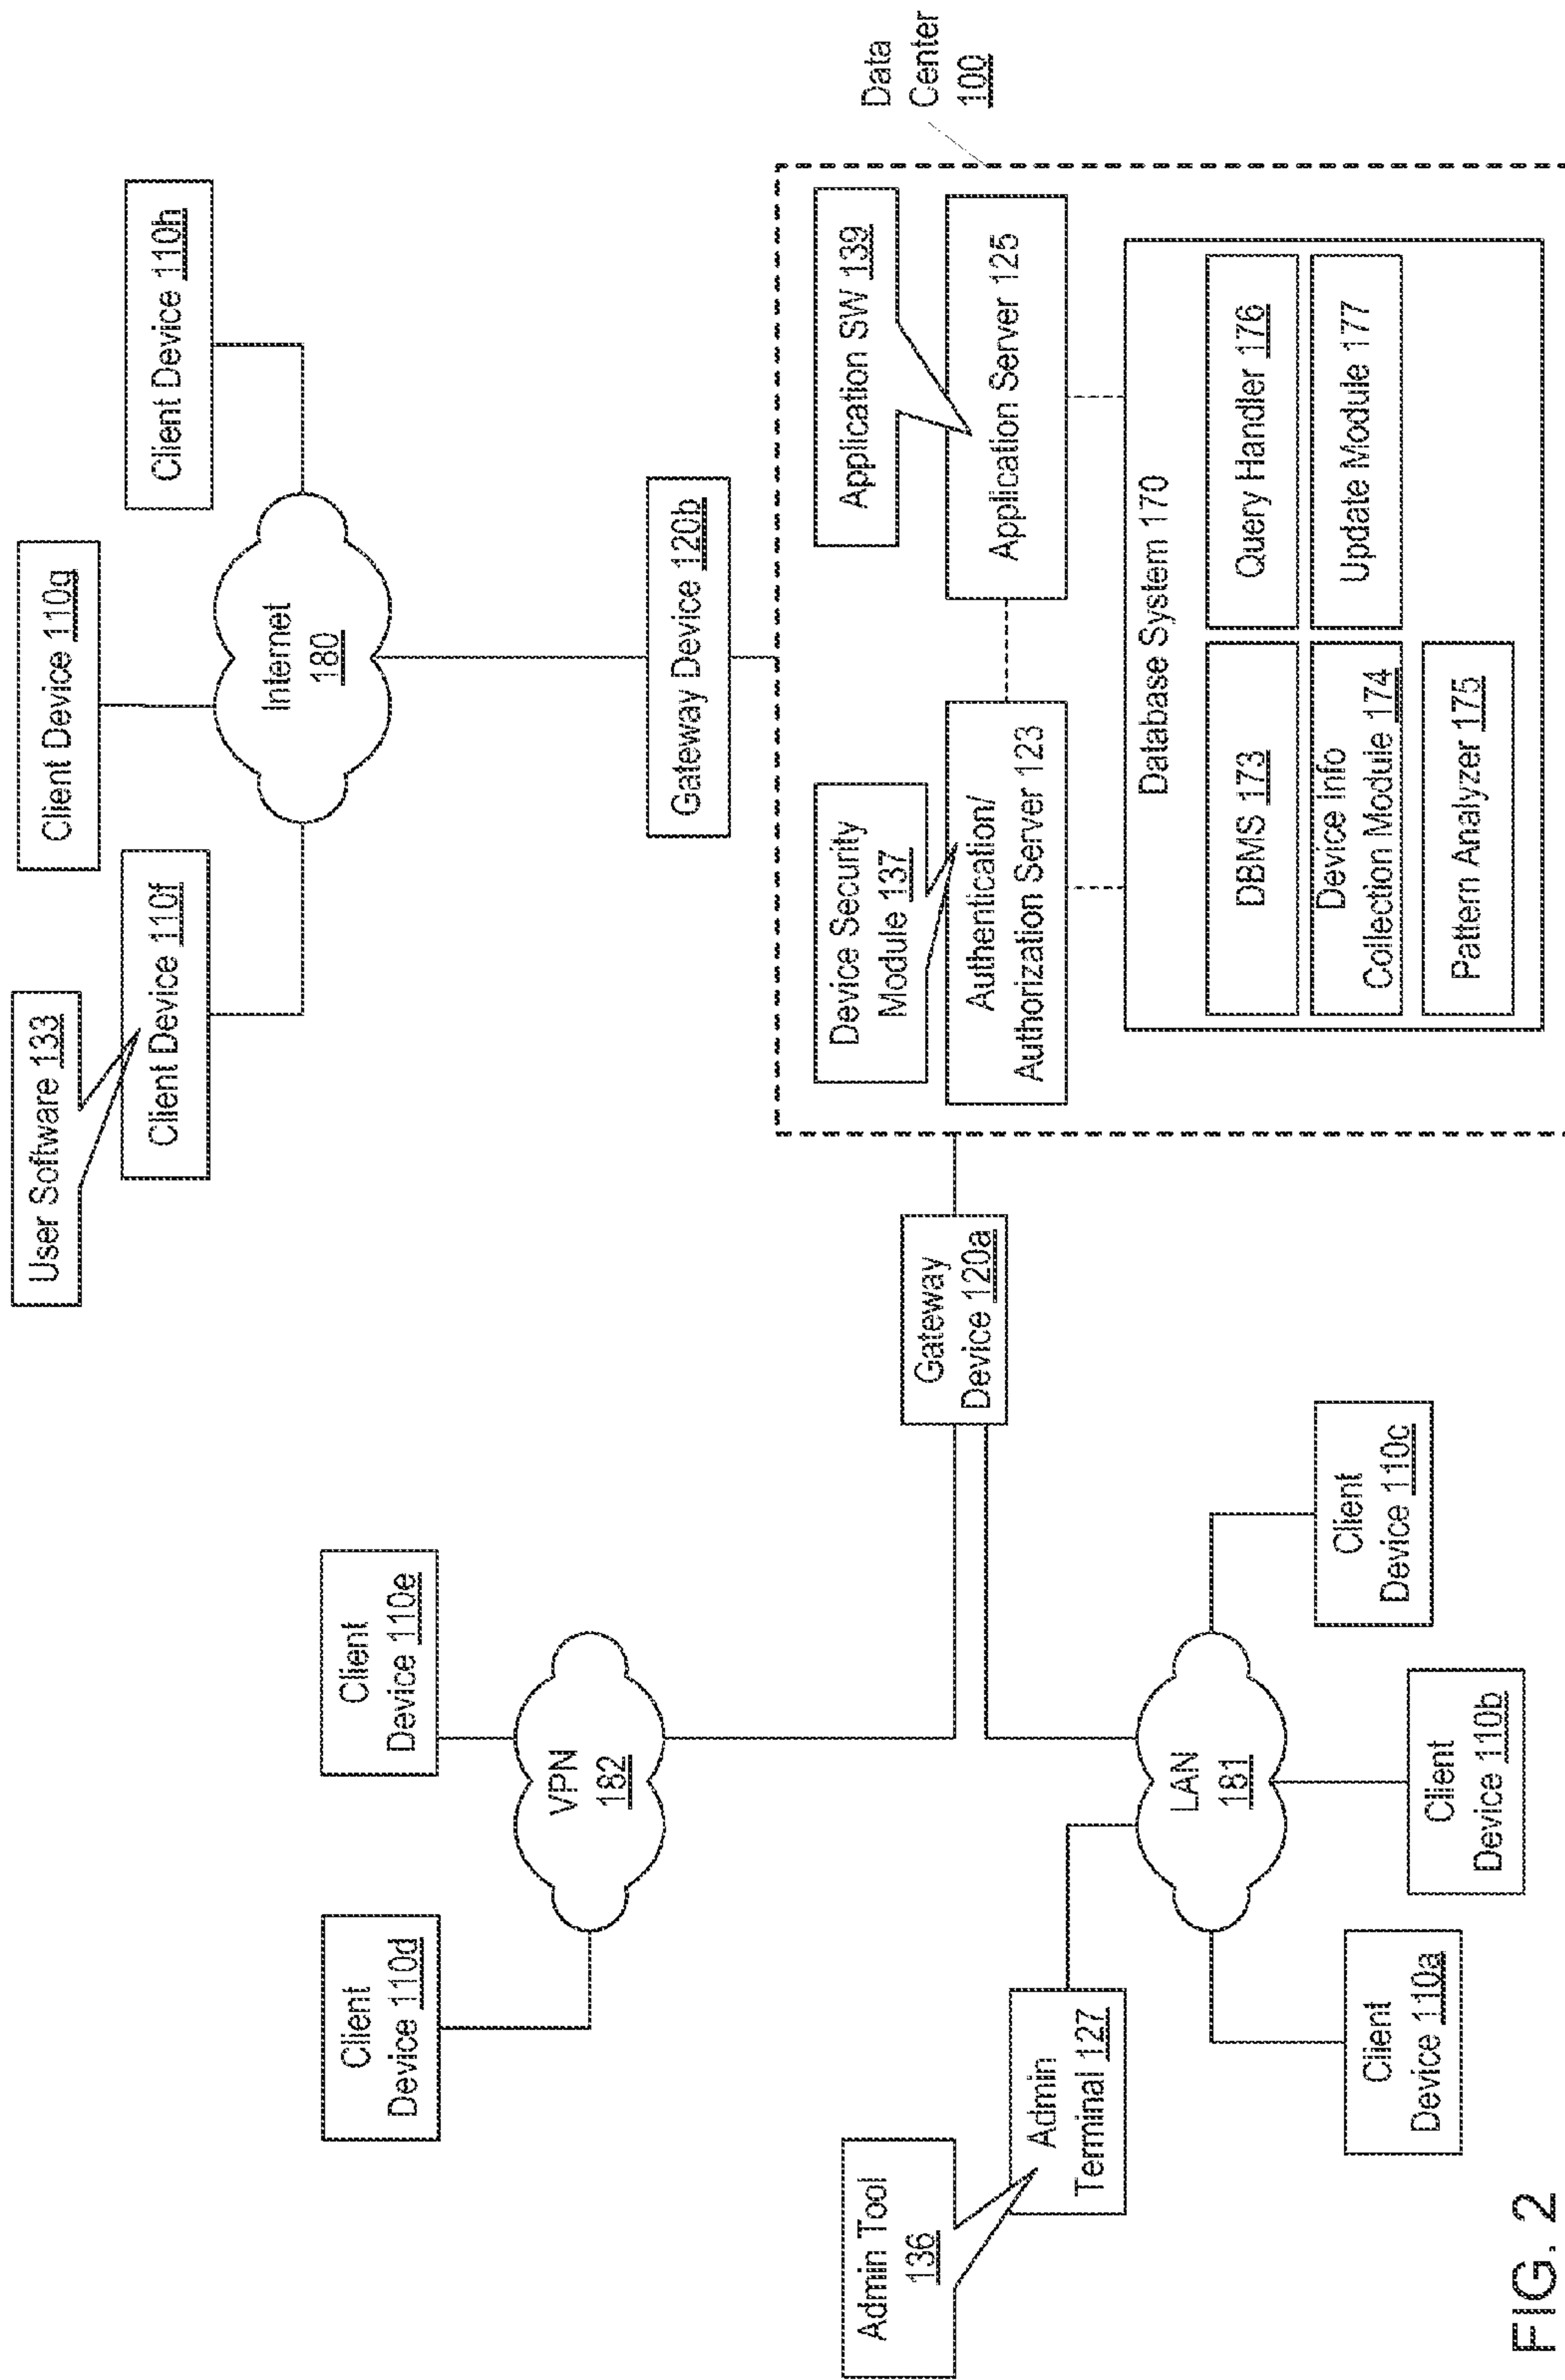 User Software 133
Client Device 110f
Client Device 110g
Client Device 110h
Internet
180
Gateway Device 120b
Client
Device 110d
Client
Device 110e
VPN
182
Gateway
Device 120a
Admin Tool
136
Admin
Terminal 127
LAN
181
Client
Device 110a
Client
Device 110b
Client
Device 110c
Data
Center
100
Device Security
Module 137
Application SW 139
Authentication/
Authorization Server 123
Application Server 125
Database System 170
DBMS 173
Query Handler 176
Device Info
Collection Module 174
Update Module 177
Pattern Analyzer 175
FIG. 2